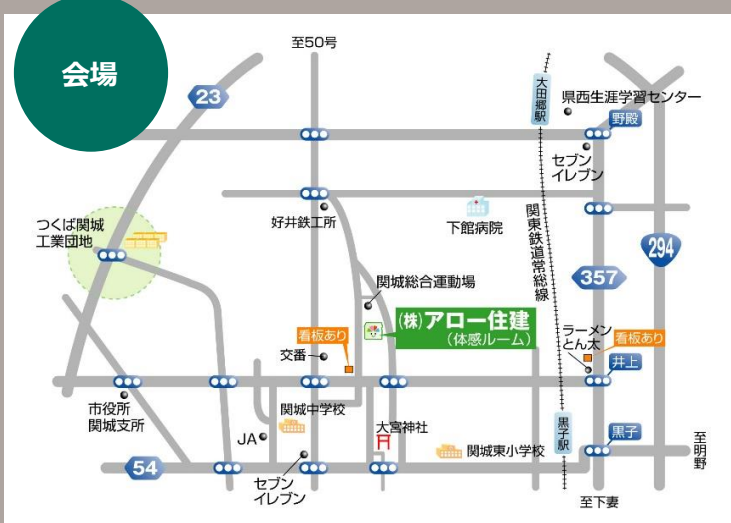 会場
至50号
23
大田郷駅
県西生涯学習センター
野殿
セブン
イレブン
つくば関城
工業団地
好井鉄工所
下館病院
関東鉄道常総線
294
357
関城総合運動場
(株)アロー住建
(体感ルーム)
看板あり
交番
ラーメン
とん太
看板あり
井上
市役所
関城支所
関城中学校
大宮神社
黒子駅
黒子
JA
関城東小学校
至明野
54
セブン
イレブン
至下妻